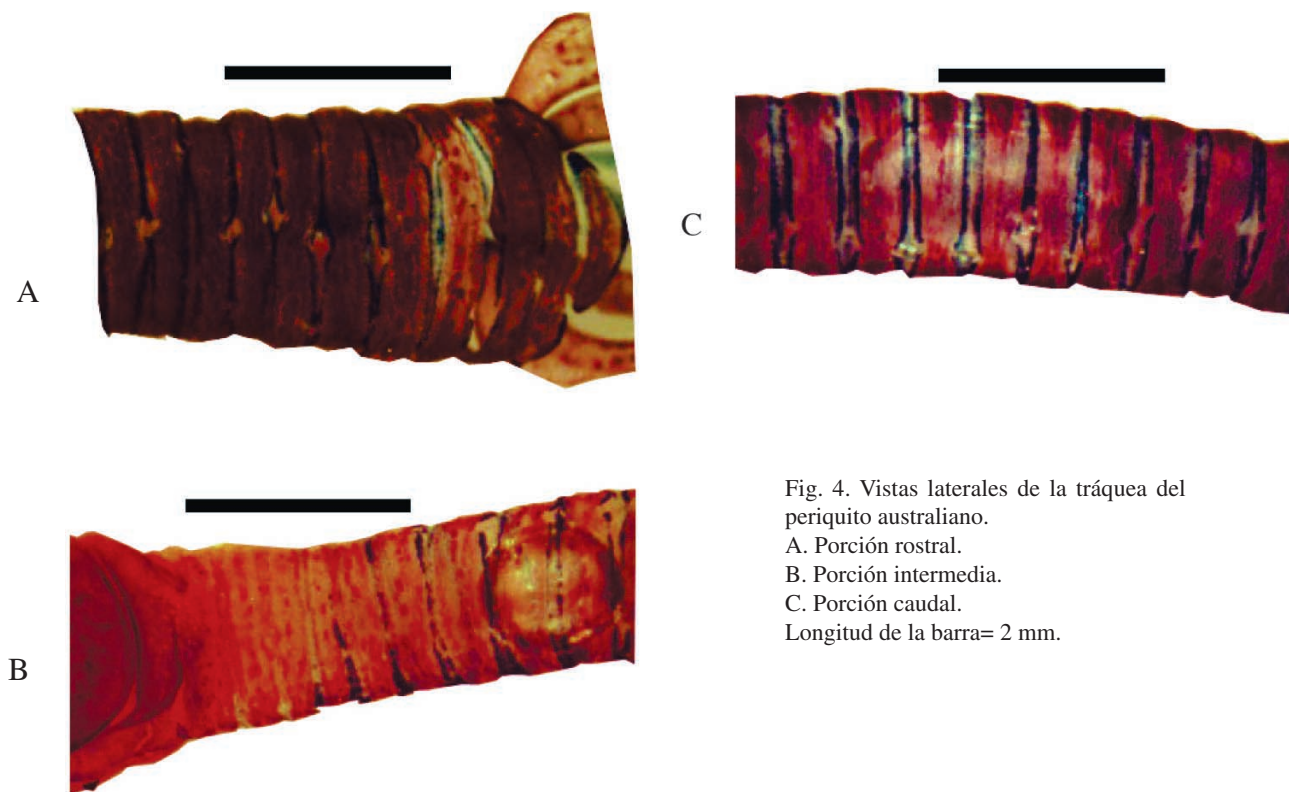 A
C
B
Fig. 4. Vistas laterales de la tráquea del
periquito australiano.
A. Porción rostral.
B. Porción intermedia.
C. Porción caudal.
Longitud de la barra= 2 mm.